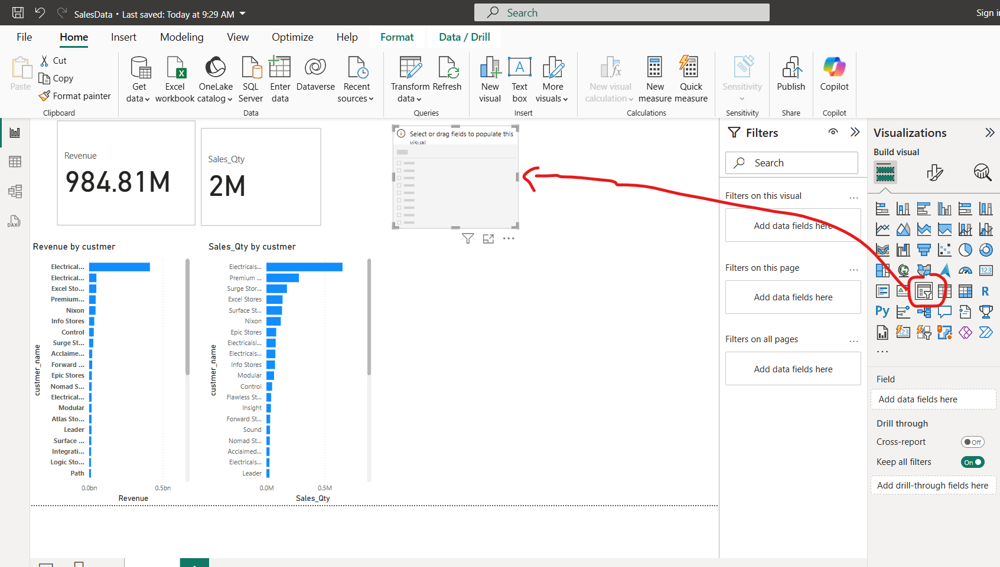 SalesData • Last saved: Today at 9:29 AM
Search
Sign i
File Home Insert Modeling View Optimize Help Format Data / Drill
Paste
Cut
Copy
Format painter
Clipboard
Get data
Excel workbook
OneLake catalog
SQL Server
Enter data
Dataverse
Recent sources
Data
Transform data
Refresh
Queries
New visual
Text box
More visuals
Insert
New visual calculation
New measure
Quick measure
Calculations
Sensitivity
Sensitivity
Publish
Share
Copilot
Copilot
Revenue
984.81M
Sales_Qty
2M
Select or drag fields to populate this
visual
Revenue by custmer
custmer_name
Electrical...
Electrical...
Excel Sto...
Premium...
Nixon
Info Stores
Control
Surge St...
Acclaime...
Forward ...
Epic Stores
Nomad S...
Electrical...
Modular
Atlas Sto...
Leader
Surface ...
Integrati...
Logic Sto...
Path
0.0bn 0.5bn
Revenue
Sales_Qty by custmer
custmer_name
Electricals...
Premium ...
Surge Stor...
Excel Stores
Surface St...
Nixon
Epic Stores
Electricalsl...
Electricals...
Info Stores
Modular
Control
Flawless St...
Insight
Forward St...
Sound
Nomad St...
Acclaimed...
Electricals...
Leader
0.0M 0.5M
Sales_Qty
Filters
Search
Filters on this visual ...
Add data fields here
Filters on this page ...
Add data fields here
Filters on all pages ...
Add data fields here
Visualizations
Build visual
123
R
Py
123
...
Field
Add data fields here
Drill through
Cross-report Off
Keep all filters On
Add drill-through fields here
DAX
A
fx